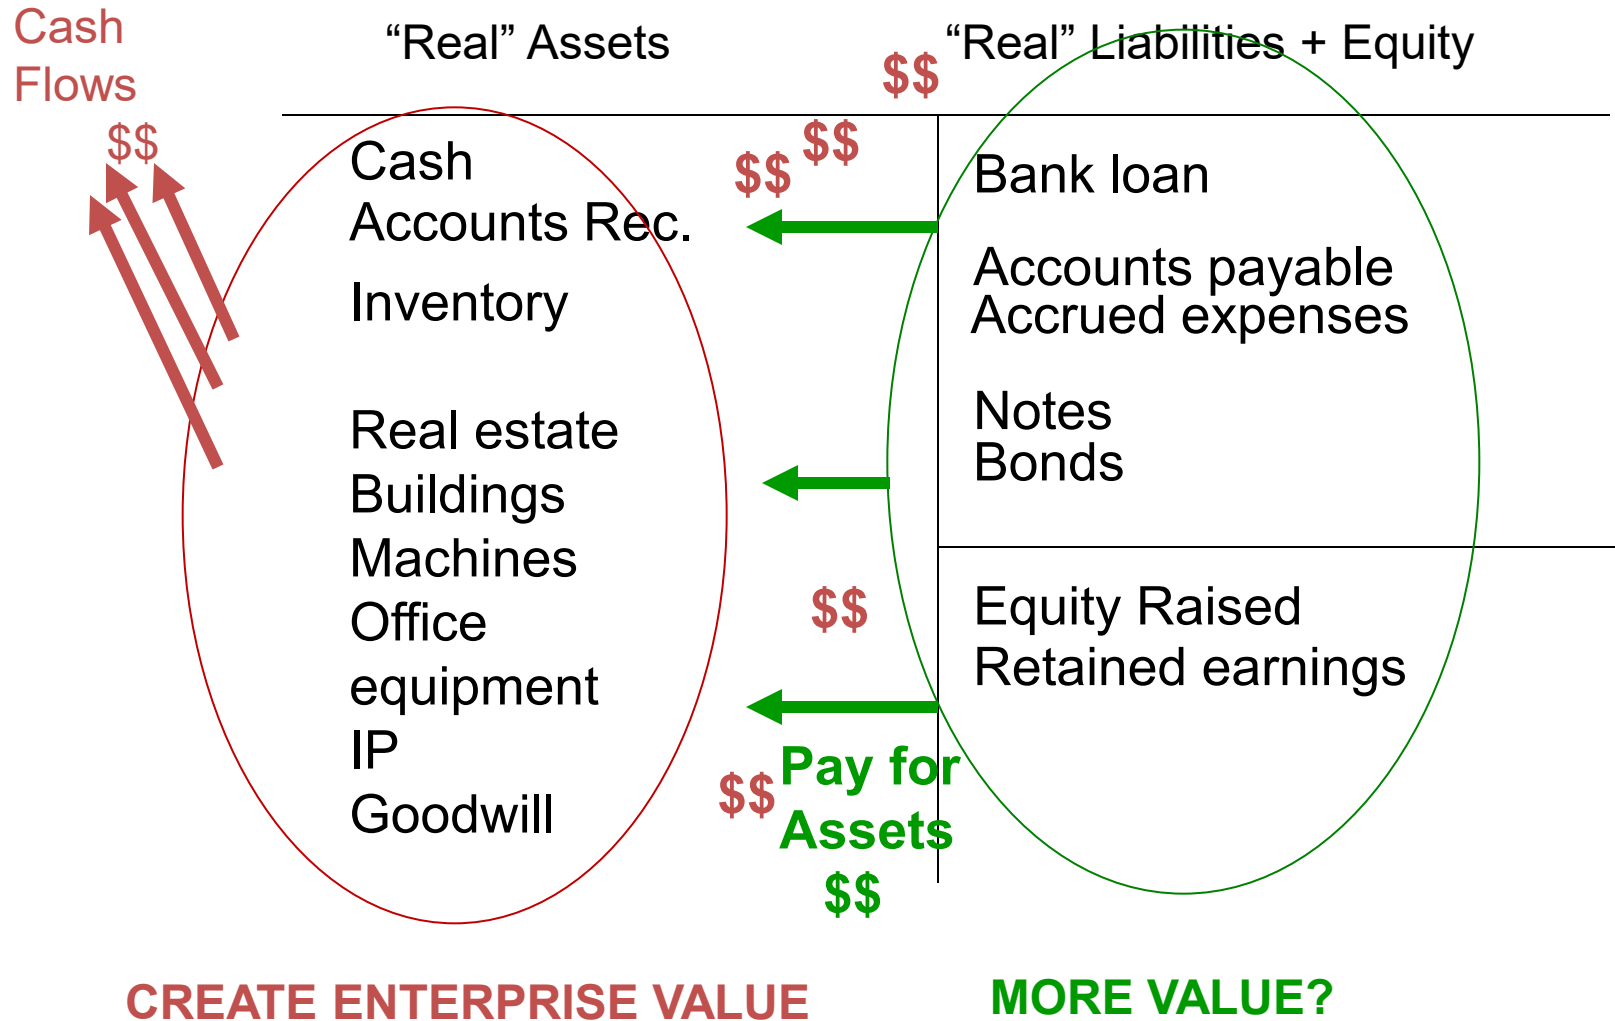 Cash
Flows
$$
“Real” Assets
“Real” Liabilities + Equity
$$
$$
$$
Cash
Accounts Rec.
Inventory
Real estate
Buildings
Machines
Office
equipment
IP
Goodwill
Bank loan
Accounts payable
Accrued expenses
Notes
Bonds
Equity Raised
Retained earnings
$$
$$
Pay for
Assets
$$
CREATE ENTERPRISE VALUE
MORE VALUE?